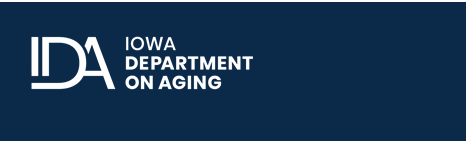 IDA
IOWA
DEPARTMENT
ON AGING